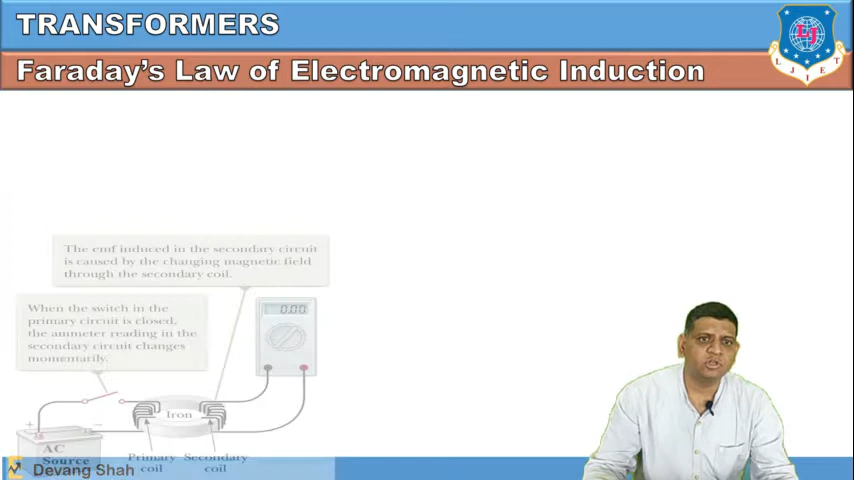 TRANSFORMERS
Faraday's Law of Electromagnetic Induction
LJ
L J I E T
The emf induced in the secondary circuit
is caused by the changing magnetic field
through the secondary coil.
When the switch in the
primary circuit is closed,
the ammeter reading in the
secondary circuit changes
momentarily.
0.00
Iron
+ −
AC
Source
Primary
coil
Secondary
coil
Devang Shah